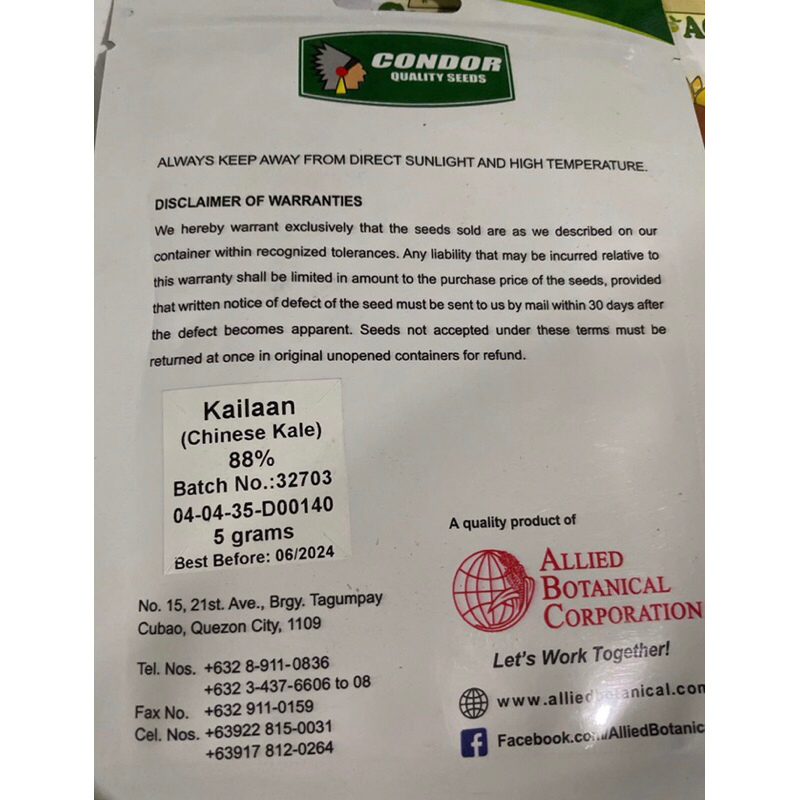 CONDOR
QUALITY SEEDS
ALWAYS KEEP AWAY FROM DIRECT SUNLIGHT AND HIGH TEMPERATURE.
DISCLAIMER OF WARRANTIES
We hereby warrant exclusively that the seeds sold are as we described on our
container within recognized tolerances. Any liability that may be incurred relative to
this warranty shall be limited in amount to the purchase price of the seeds, provided
that written notice of defect of the seed must be sent to us by mail within 30 days after
the defect becomes apparent. Seeds not accepted under these terms must be
returned at once in original unopened containers for refund.
Kailaan
(Chinese Kale)
88%
Batch No.:32703
04-04-35-D00140
5 grams
Best Before: 06/2024
No. 15, 21st. Ave., Brgy. Tagumpay
Cubao, Quezon City, 1109
Tel. Nos. +632 8-911-0836
+632 3-437-6606 to 08
Fax No. +632 911-0159
Cel. Nos. +63922 815-0031
+63917 812-0264
A quality product of
ALLIED
BOTANICAL
CORPORATION
Let's Work Together!